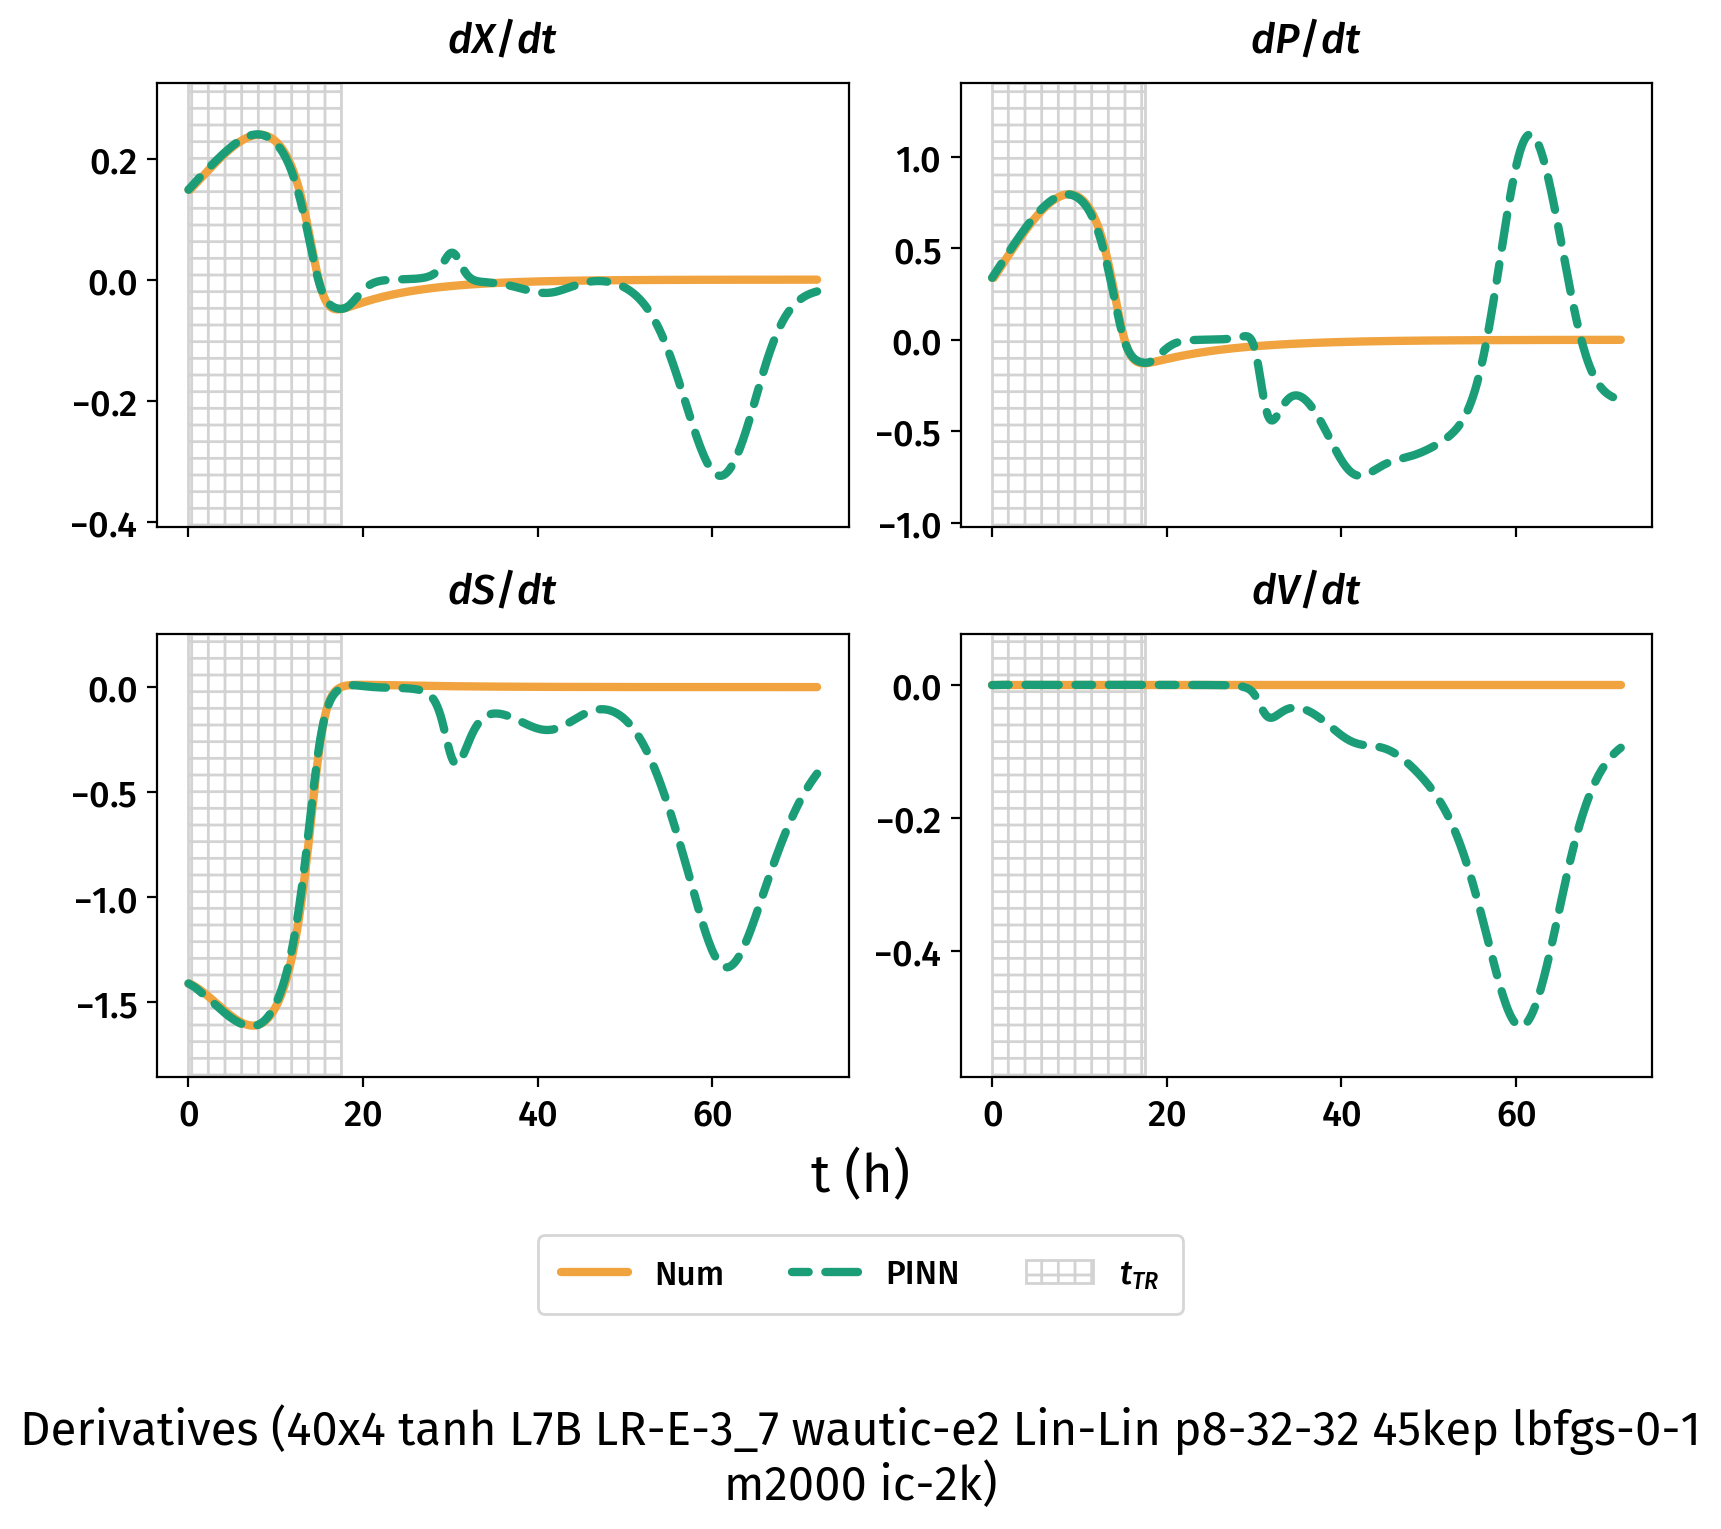 dX/dt
dP/dt
0.2
0.0
−0.2
−0.4
1.0
0.5
0.0
−0.5
−1.0
dS/dt
dV/dt
0.0
−0.5
−1.0
−1.5
0.0
−0.2
−0.4
0 20 40 60
0 20 40 60
t (h)
Num PINN tTR
Derivatives (40x4 tanh L7B LR-E-3_7 wautic-e2 Lin-Lin p8-32-32 45kep lbfgs-0-1
m2000 ic-2k)